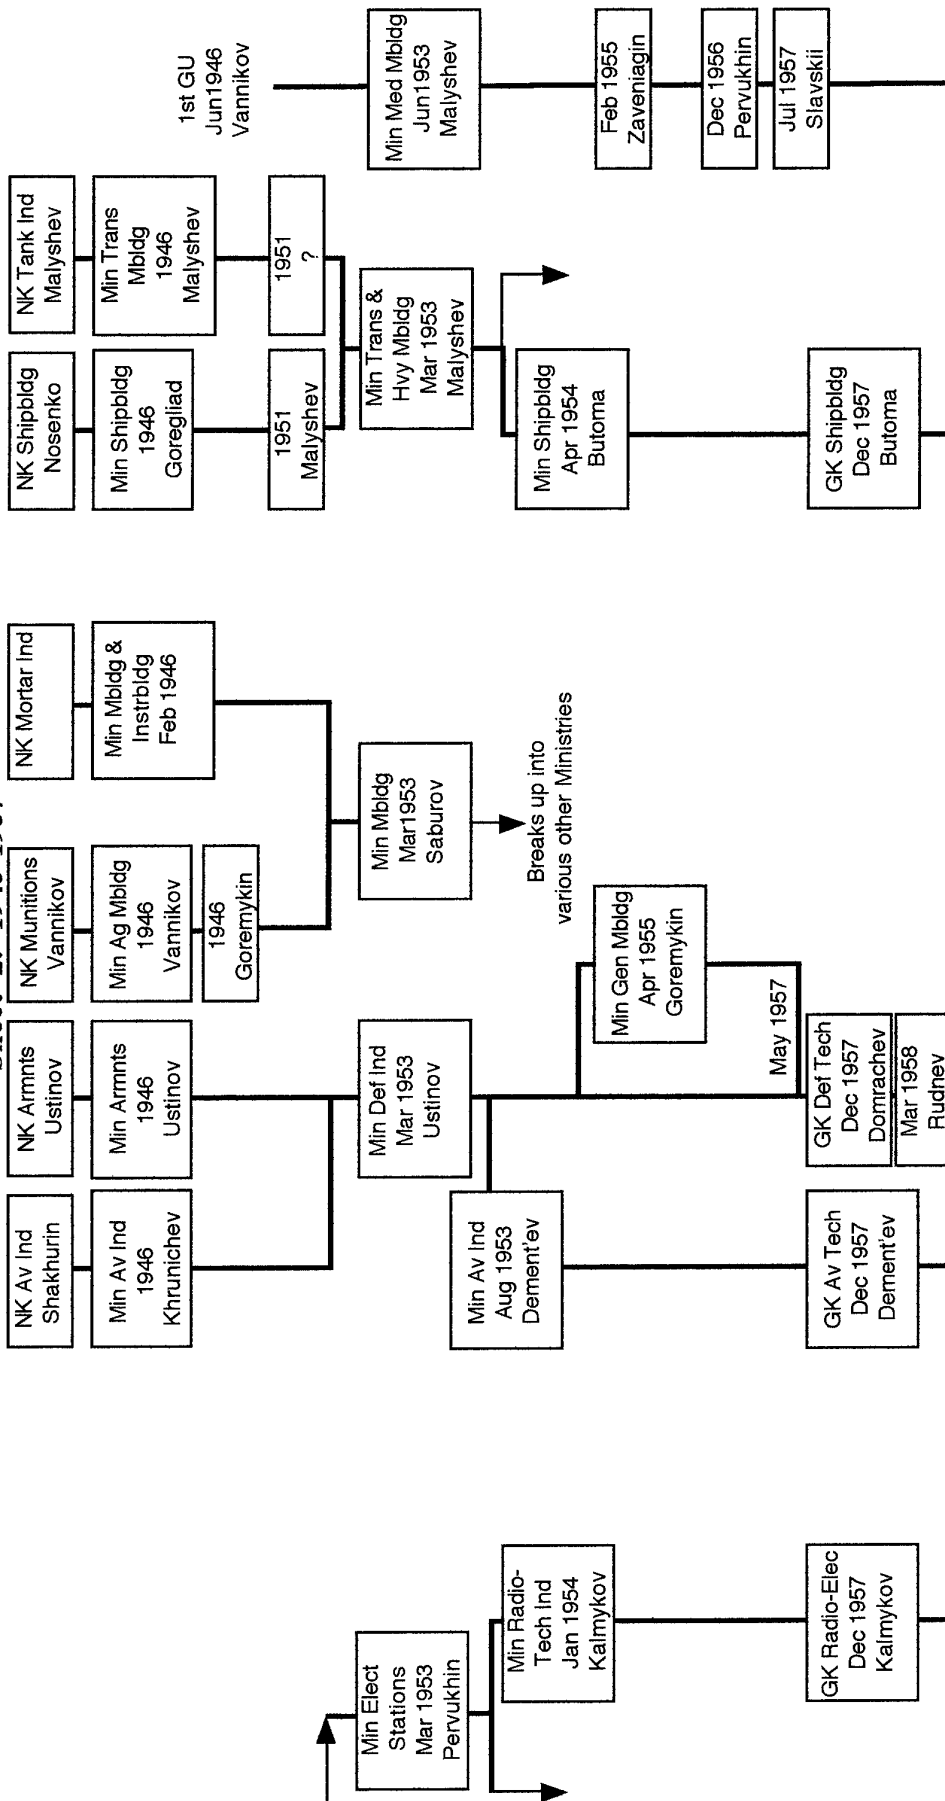 NK Av Ind
Shakhurin
NK Armnts
Ustinov
NK Munitions
Vannikov
NK Mortar Ind
NK Shipbldg
Nosenko
NK Tank Ind
Malyshev
Min Av Ind
1946
Khrunichev
Min Armnts
1946
Ustinov
Min Ag Mbldg
1946
Vannikov
1946
Goremykin
Min Mbldg &
Instrbldg
Feb 1946
Min Shipbldg
1946
Goregliad
Min Trans
Mbldg
1946
Malyshev
1st GU
Jun1946
Vannikov
1951
Malyshev
1951
?
Min Elect
Stations
Mar 1953
Pervukhin
Min Def Ind
Mar 1953
Ustinov
Min Mbldg
Mar1953
Saburov
Min Trans &
Hvy Mbldg
Mar 1953
Malyshev
Min Med Mbldg
Jun1953
Malyshev
Min Radio-
Tech Ind
Jan 1954
Kalmykov
Min Av Ind
Aug 1953
Dement'ev
Breaks up into
various other Ministries
Min Shipbldg
Apr 1954
Butoma
Min Gen Mbldg
Apr 1955
Goremykin
Feb 1955
Zaveniagin
Dec 1956
Pervukhin
May 1957
Jul 1957
Slavskii
GK Radio-Elec
Dec 1957
Kalmykov
GK Av Tech
Dec 1957
Dement'ev
GK Def Tech
Dec 1957
Domrachev
Mar 1958
Rudnev
GK Shipbldg
Dec 1957
Butoma